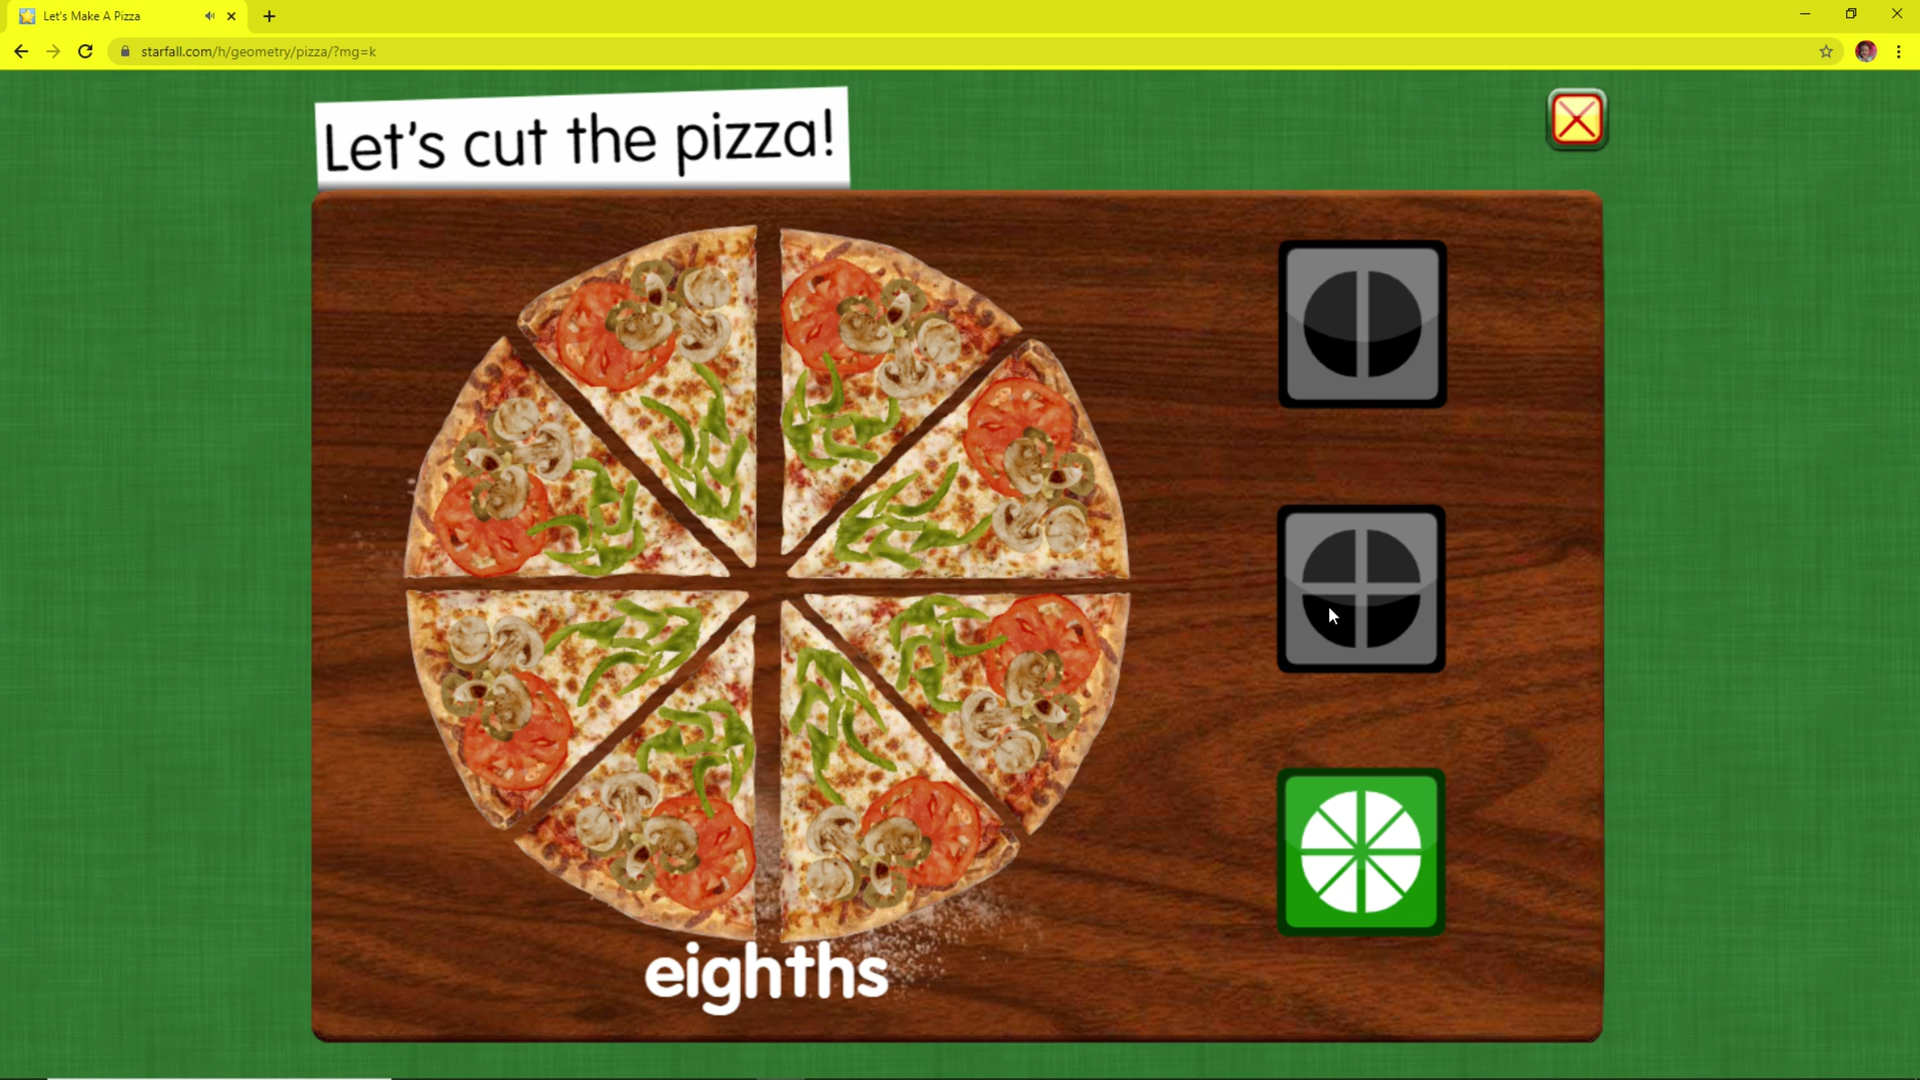 Let's Make A Pizza
starfall.com/h/geometry/pizza/?mg=k
Let's cut the pizza!
eighths